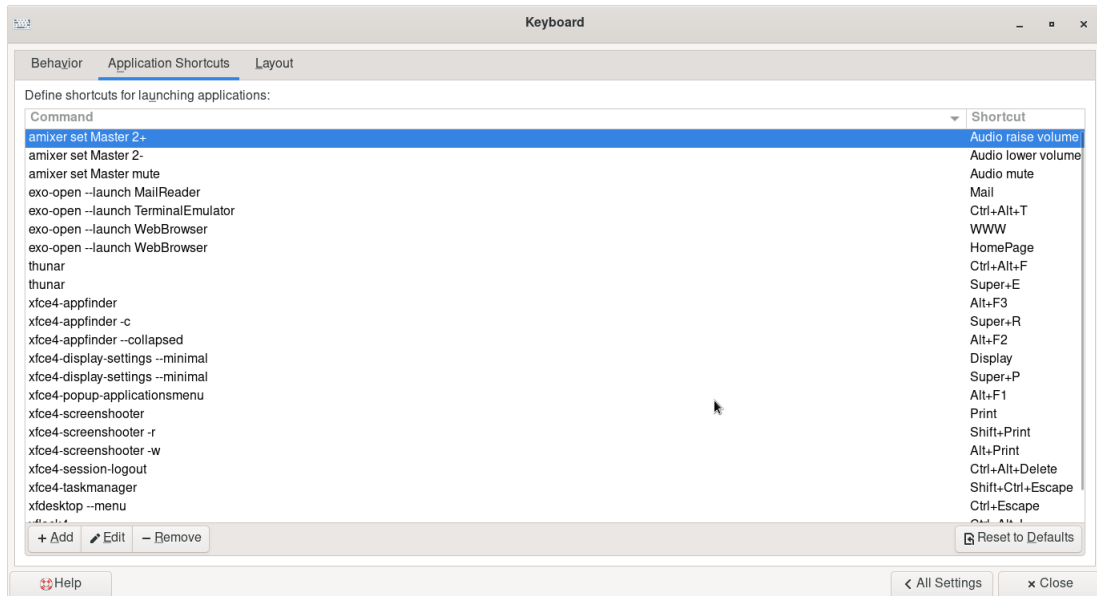 Keyboard
Behavior Application Shortcuts Layout
Define shortcuts for launching applications:
Command Shortcut
amixer set Master 2+ Audio raise volume
amixer set Master 2- Audio lower volume
amixer set Master mute Audio mute
exo-open --launch MailReader Mail
exo-open --launch TerminalEmulator Ctrl+Alt+T
exo-open --launch WebBrowser WWW
exo-open --launch WebBrowser HomePage
thunar Ctrl+Alt+F
thunar Super+E
xfce4-appfinder Alt+F3
xfce4-appfinder -c Super+R
xfce4-appfinder --collapsed Alt+F2
xfce4-display-settings --minimal Display
xfce4-display-settings --minimal Super+P
xfce4-popup-applicationsmenu Alt+F1
xfce4-screenshooter Print
xfce4-screenshooter -r Shift+Print
xfce4-screenshooter -w Alt+Print
xfce4-session-logout Ctrl+Alt+Delete
xfce4-taskmanager Shift+Ctrl+Escape
xfdesktop --menu Ctrl+Escape
Add Edit Remove Reset to Defaults
Help All Settings Close